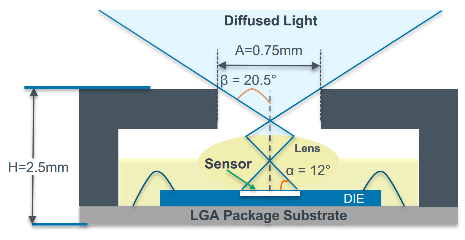 Diffused Light
A=0.75mm
β = 20.5°
Lens
Sensor
α = 12°
H=2.5mm
DIE
LGA Package Substrate